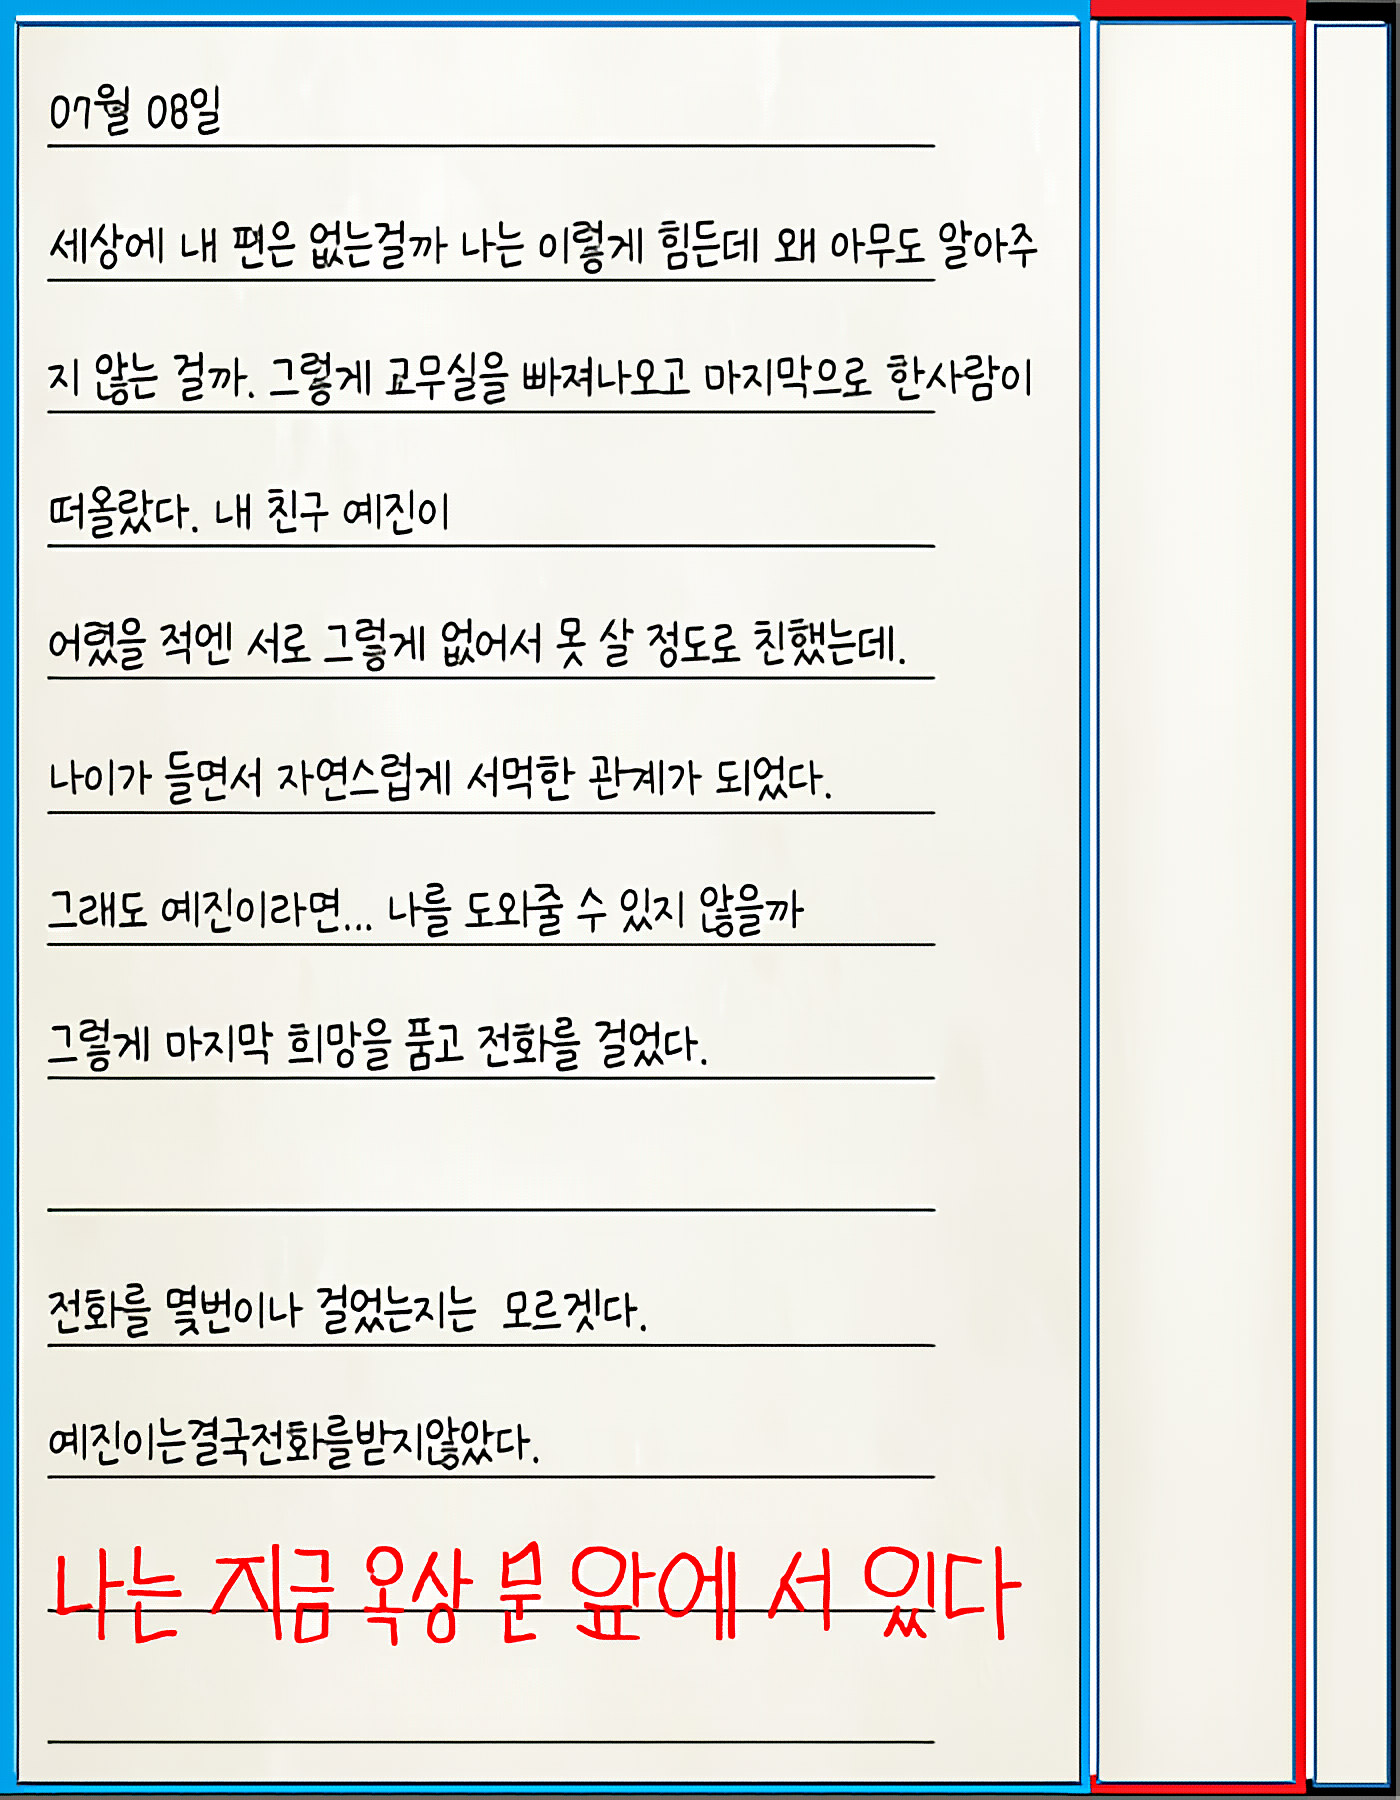 07월 08일
세상에 내 편은 없는걸까 나는 이렇게 힘든데 왜 아무도 알아주
지 않는 걸까. 그렇게 교무실을 빠져나오고 마지막으로 한사람이
떠올랐다. 내 친구 예진이
어렸을 적엔 서로 그렇게 없어서 못 살 정도로 친했는데.
나이가 들면서 자연스럽게 서먹한 관계가 되었다.
그래도 예진이라면... 나를 도와줄 수 있지 않을까
그렇게 마지막 희망을 품고 전화를 걸었다.
전화를 몇번이나 걸었는지는 모르겟다.
예진이는결국전화를받지않았다.
나는 지금 옥상 문 앞에 서 있다